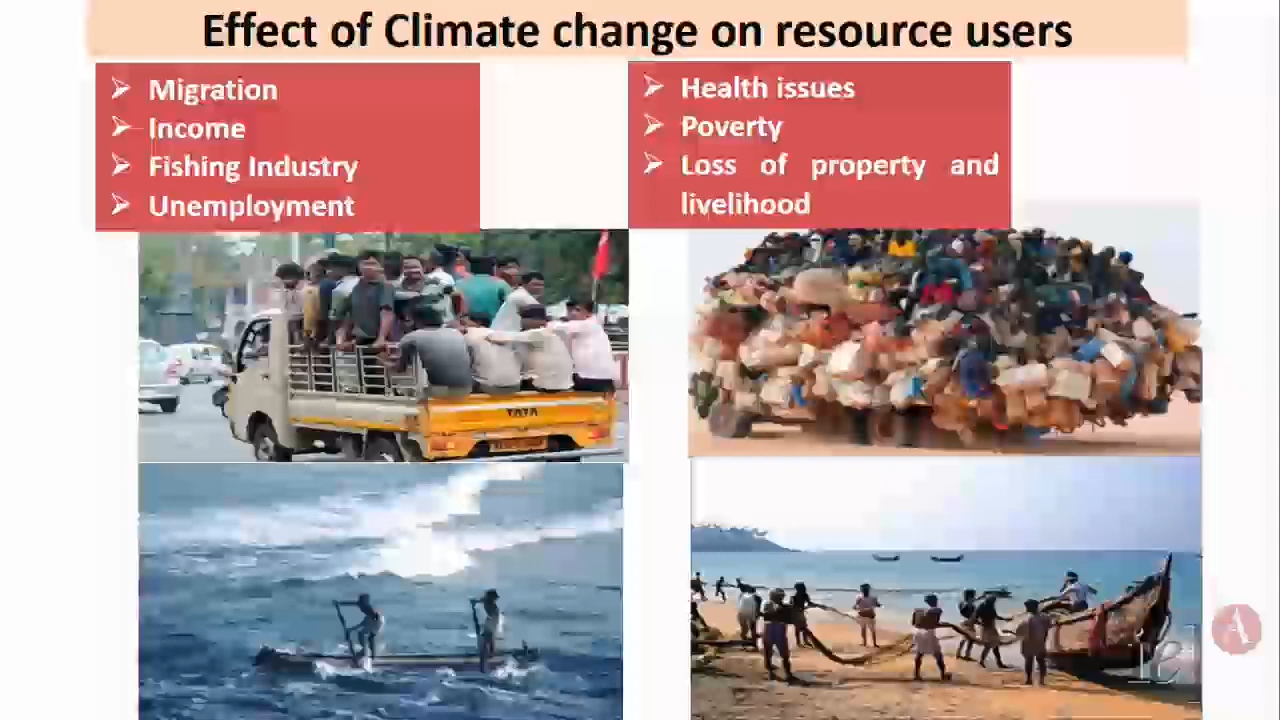 Effect of Climate change on resource users
➢ Migration
➢ Income
➢ Fishing Industry
➢ Unemployment
➢ Health issues
➢ Poverty
➢ Loss of property and
livelihood
TATA
A